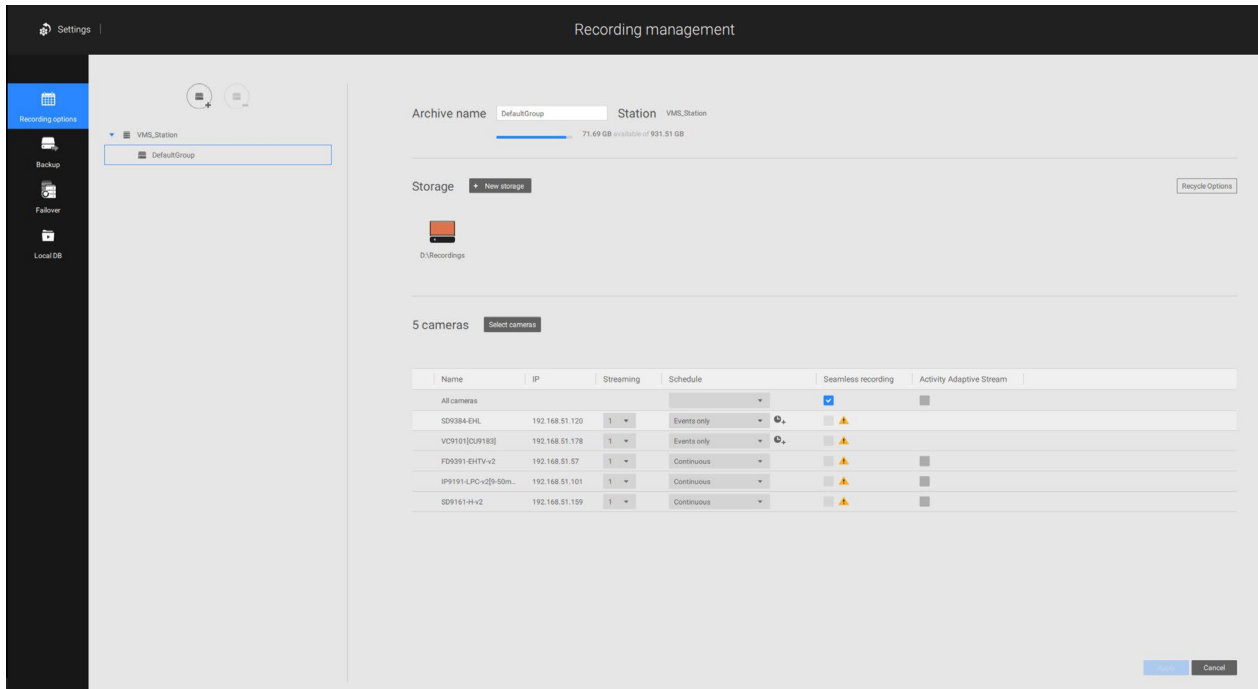 Settings
Recording management
Recording options
Backup
Failover
Local DB
VMS_Station
DefaultGroup
Archive name DefaultGroup Station VMS_Station
71.69 GB available of 931.51 GB
Storage + New storage Recycle Options
D:\Recordings
5 cameras Select cameras
Name IP Streaming Schedule Seamless recording Activity Adaptive Stream
All cameras
SD9384-EHL 192.168.51.120 1 Events only
VC9101[CU9183] 192.168.51.178 1 Events only
FD9391-EHTV-v2 192.168.51.57 1 Continuous
IP9191-LPC-v2[9-50m... 192.168.51.101 1 Continuous
SD9161-H-v2 192.168.51.159 1 Continuous
Apply Cancel